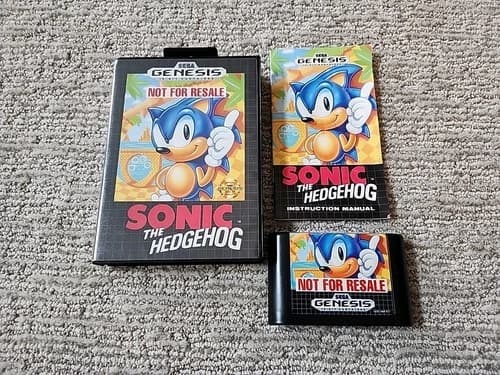 SEGA
GENESIS
NOT FOR RESALE
SONIC
THE
HEDGEHOG
SEGA
GENESIS
SONIC
THE
HEDGEHOG
INSTRUCTION MANUAL
NOT FOR RESALE
SEGA
GENESIS